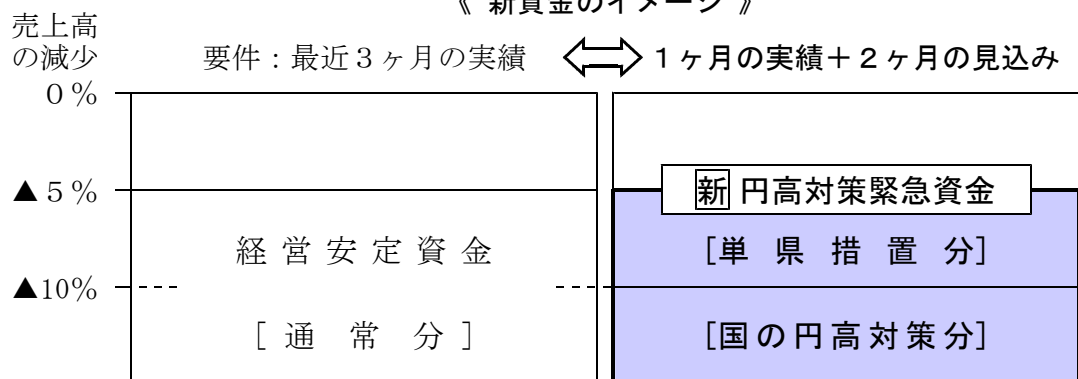 《 新資金のイメージ 》
売上高
の減少
要件：最近３ヶ月の実績
１ヶ月の実績＋２ヶ月の見込み
０％
▲５％
▲10％
経営安定資金
［通常分］
新 円高対策緊急資金
［単県措置分］
［国の円高対策分］